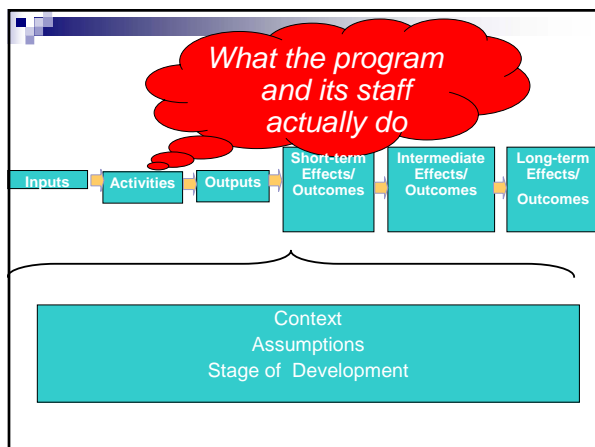 What the program
and its staff
actually do
Inputs
Activities
Outputs
Short-term
Effects/
Outcomes
Intermediate
Effects/
Outcomes
Long-term
Effects/
Outcomes
Context
Assumptions
Stage of Development